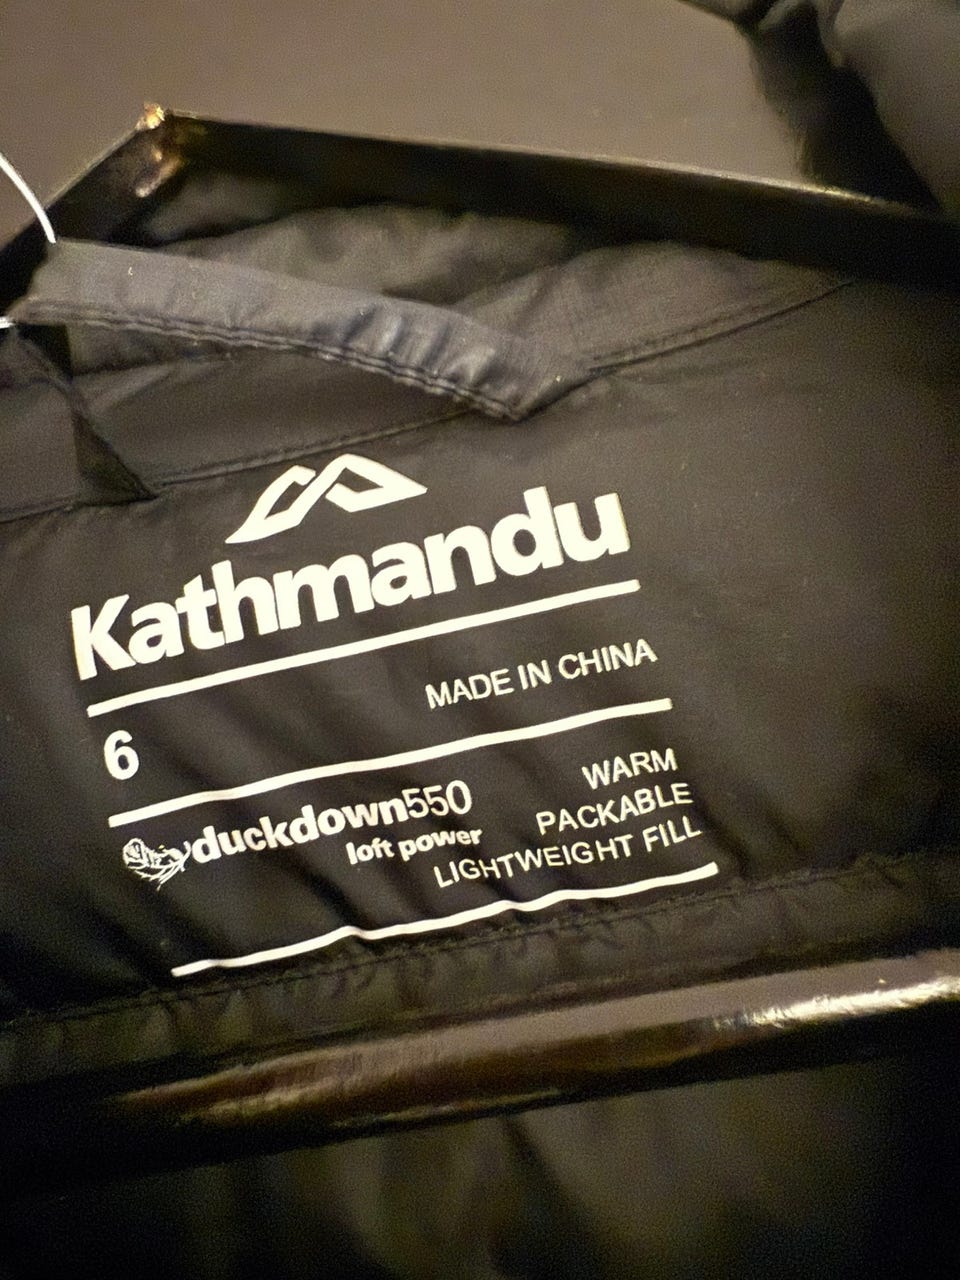 Kathmandu
MADE IN CHINA
6
duckdown550
loft power
WARM
PACKABLE
LIGHTWEIGHT FILL